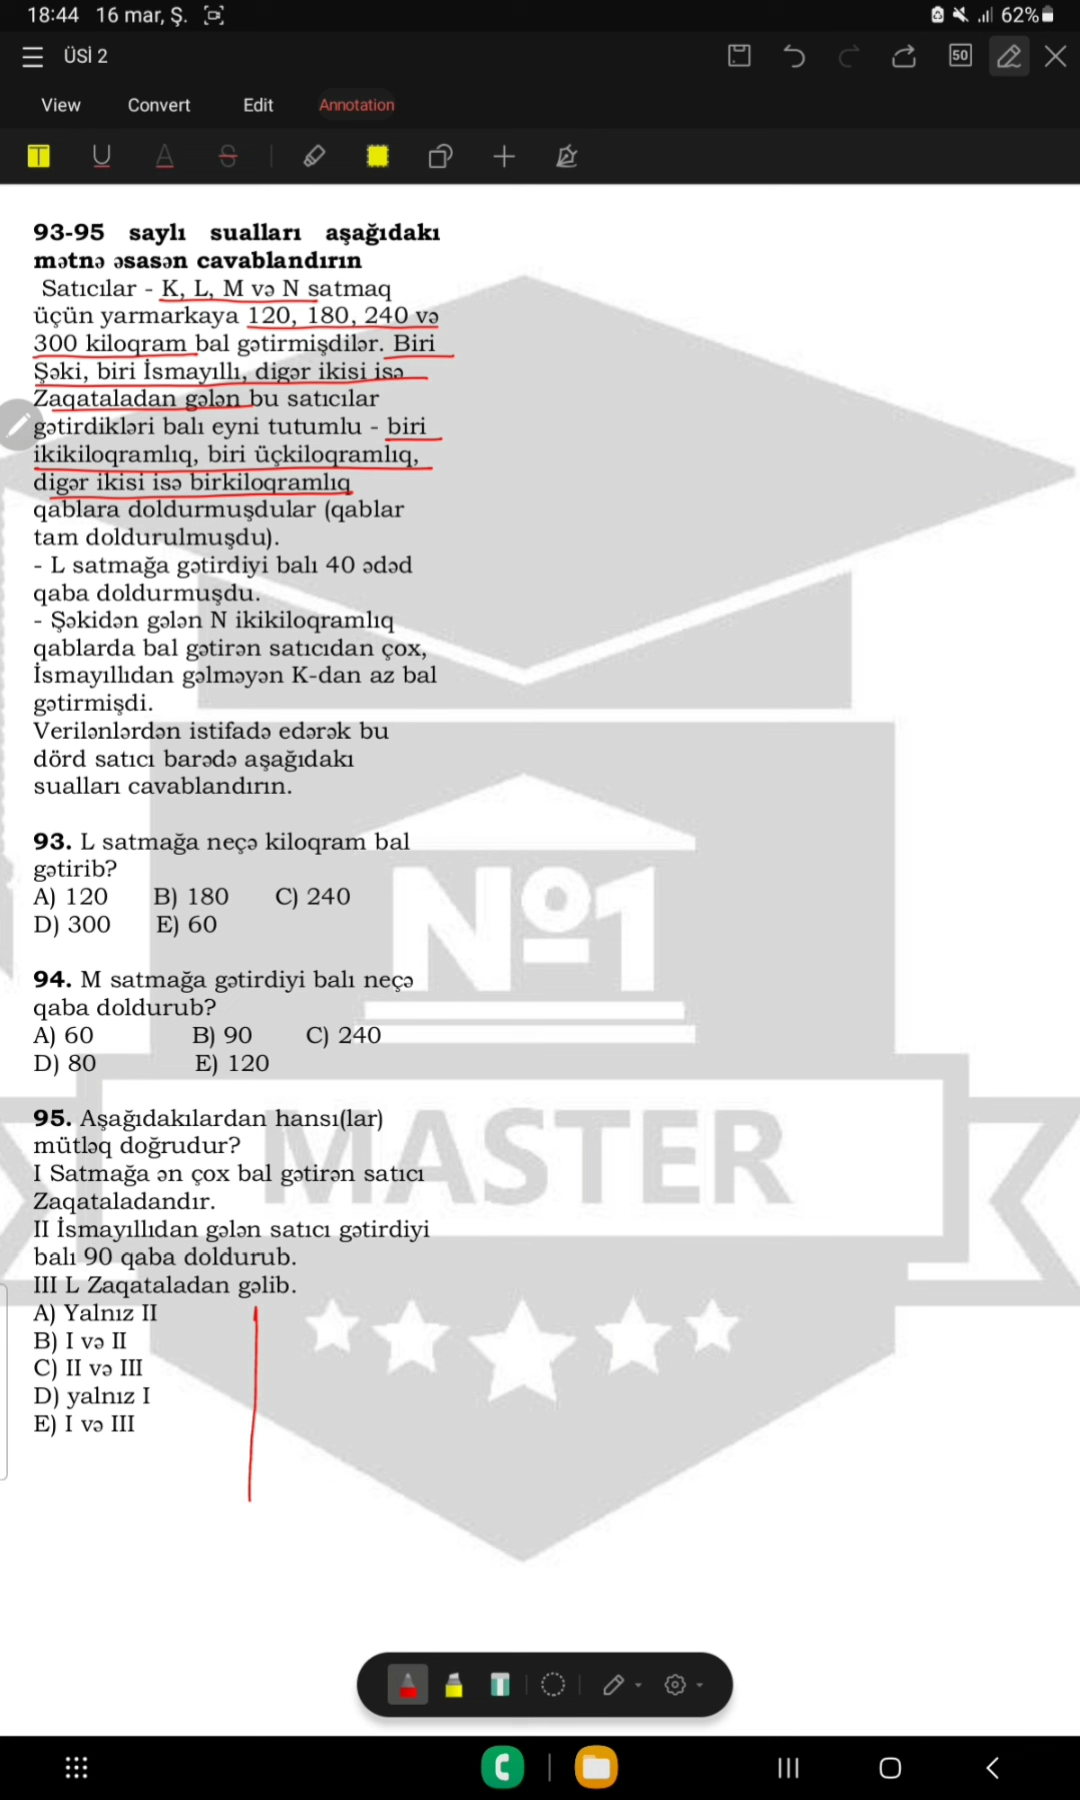 18:44 16 mar, Ş. 62%
ÜSİ 2 50
View Convert Edit Annotation
T U A S
93-95 saylı sualları aşağıdakı
mətnə əsasən cavablandırın
Satıcılar - K, L, M və N satmaq
üçün yarmarkaya 120, 180, 240 və
300 kiloqram bal gətirmişdilər. Biri
Şəki, biri İsmayıllı, digər ikisi isə
Zaqataladan gələn bu satıcılar
gətirdikləri balı eyni tutumlu - biri
ikikiloqramlıq, biri üçkiloqramlıq,
digər ikisi isə birkiloqramlıq
qablara doldurmuşdular (qablar
tam doldurulmuşdu).
- L satmağa gətirdiyi balı 40 ədəd
qaba doldurmuşdu.
- Şəkidən gələn N ikikiloqramlıq
qablarda bal gətirən satıcıdan çox,
İsmayıllıdan gəlməyən K-dan az bal
gətirmişdi.
Verilənlərdən istifadə edərək bu
dörd satıcı barədə aşağıdakı
sualları cavablandırın.
93. L satmağa neçə kiloqram bal
gətirib?
A) 120 B) 180 C) 240
D) 300 E) 60
94. M satmağa gətirdiyi balı neçə
qaba doldurub?
A) 60 B) 90 C) 240
D) 80 E) 120
95. Aşağıdakılardan hansı(lar)
mütləq doğrudur?
I Satmağa ən çox bal gətirən satıcı
Zaqataladandır.
II İsmayıllıdan gələn satıcı gətirdiyi
balı 90 qaba doldurub.
III L Zaqataladan gəlib.
A) Yalnız II
B) I və II
C) II və III
D) yalnız I
E) I və III
№1
MASTER